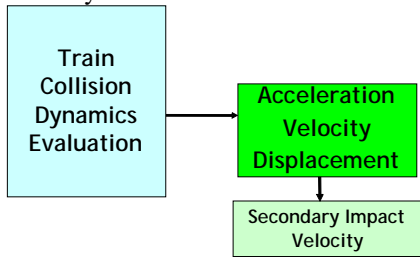 Train
Collision
Dynamics
Evaluation
Acceleration
Velocity
Displacement
Secondary Impact
Velocity